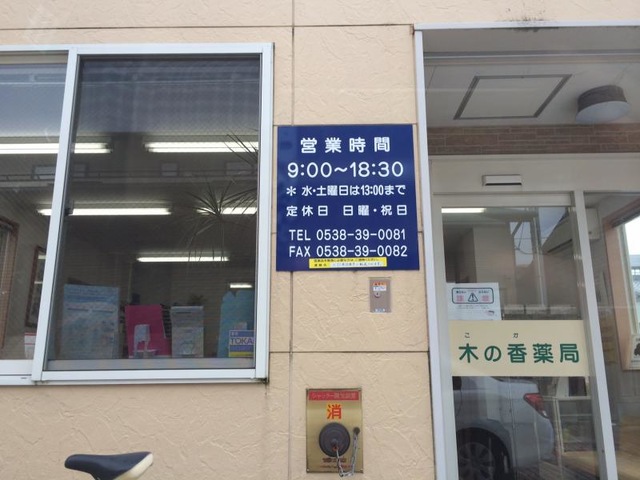 営業時間
9:00～18:30
＊水・土曜日は13:00まで
定休日 日曜・祝日
TEL 0538-39-0081
FAX 0538-39-0082
こ か
木の香薬局
消
TOKA